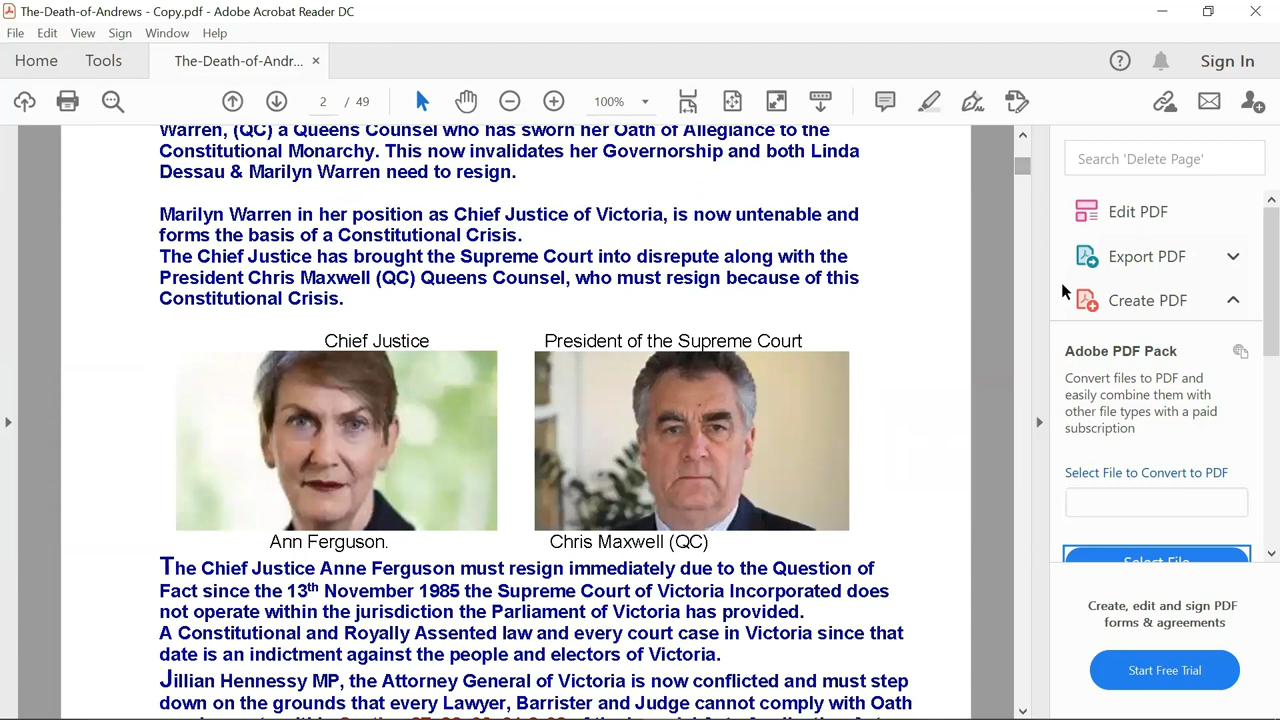 The-Death-of-Andrews - Copy.pdf - Adobe Acrobat Reader DC
File Edit View Sign Window Help
Home Tools The-Death-of-Andr... × Sign In
2 / 49 100%
Warren, (QC) a Queens Counsel who has sworn her Oath of Allegiance to the
Constitutional Monarchy. This now invalidates her Governorship and both Linda
Dessau & Marilyn Warren need to resign.
Marilyn Warren in her position as Chief Justice of Victoria, is now untenable and
forms the basis of a Constitutional Crisis.
The Chief Justice has brought the Supreme Court into disrepute along with the
President Chris Maxwell (QC) Queens Counsel, who must resign because of this
Constitutional Crisis.
Chief Justice President of the Supreme Court
Ann Ferguson. Chris Maxwell (QC)
The Chief Justice Anne Ferguson must resign immediately due to the Question of
Fact since the 13th November 1985 the Supreme Court of Victoria Incorporated does
not operate within the jurisdiction the Parliament of Victoria has provided.
A Constitutional and Royally Assented law and every court case in Victoria since that
date is an indictment against the people and electors of Victoria.
Jillian Hennessy MP, the Attorney General of Victoria is now conflicted and must step
down on the grounds that every Lawyer, Barrister and Judge cannot comply with Oath
Search 'Delete Page'
Edit PDF
Export PDF
Create PDF
Adobe PDF Pack
Convert files to PDF and
easily combine them with
other file types with a paid
subscription
Select File to Convert to PDF
Select File
Create, edit and sign PDF
forms & agreements
Start Free Trial